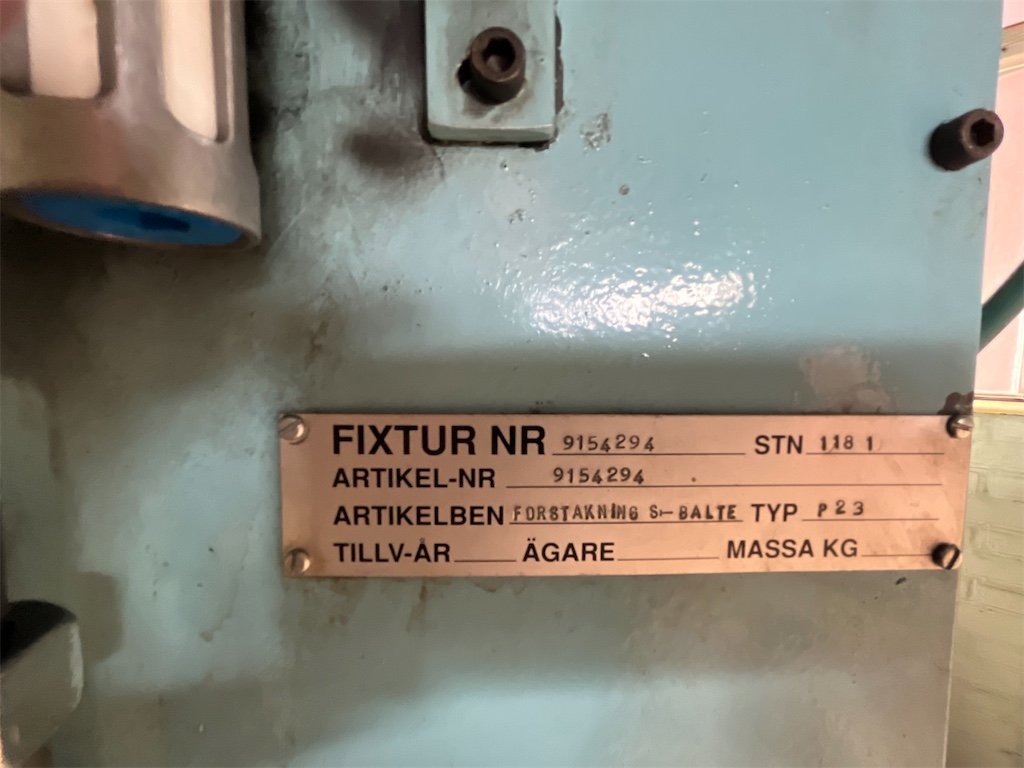 FIXTUR NR 9154294 STN 118 1
ARTIKEL-NR 9154294
ARTIKELBEN FORSTAKNING S-BALTE TYP P23
TILLV-ÅR ÄGARE MASSA KG